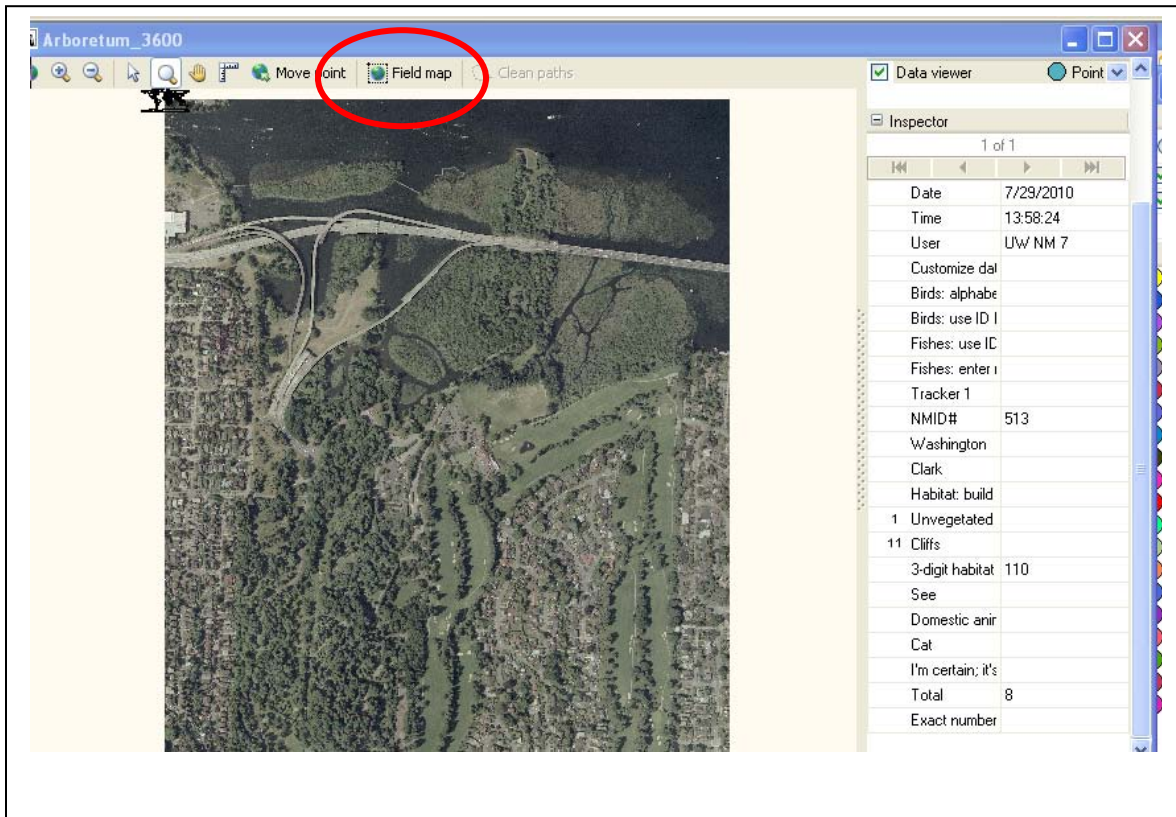 Arboretum_3600
Move point
Field map
Clean paths
Data viewer
Point
Inspector
1 of 1
Date 7/29/2010
Time 13:58:24
User UW NM 7
Customize dat
Birds: alphabe
Birds: use ID l
Fishes: use ID
Fishes: enter r
Tracker 1
NMID# 513
Washington
Clark
Habitat: build
1 Unvegetated
11 Cliffs
3-digit habitat 110
See
Domestic anir
Cat
I'm certain; it's
Total 8
Exact number